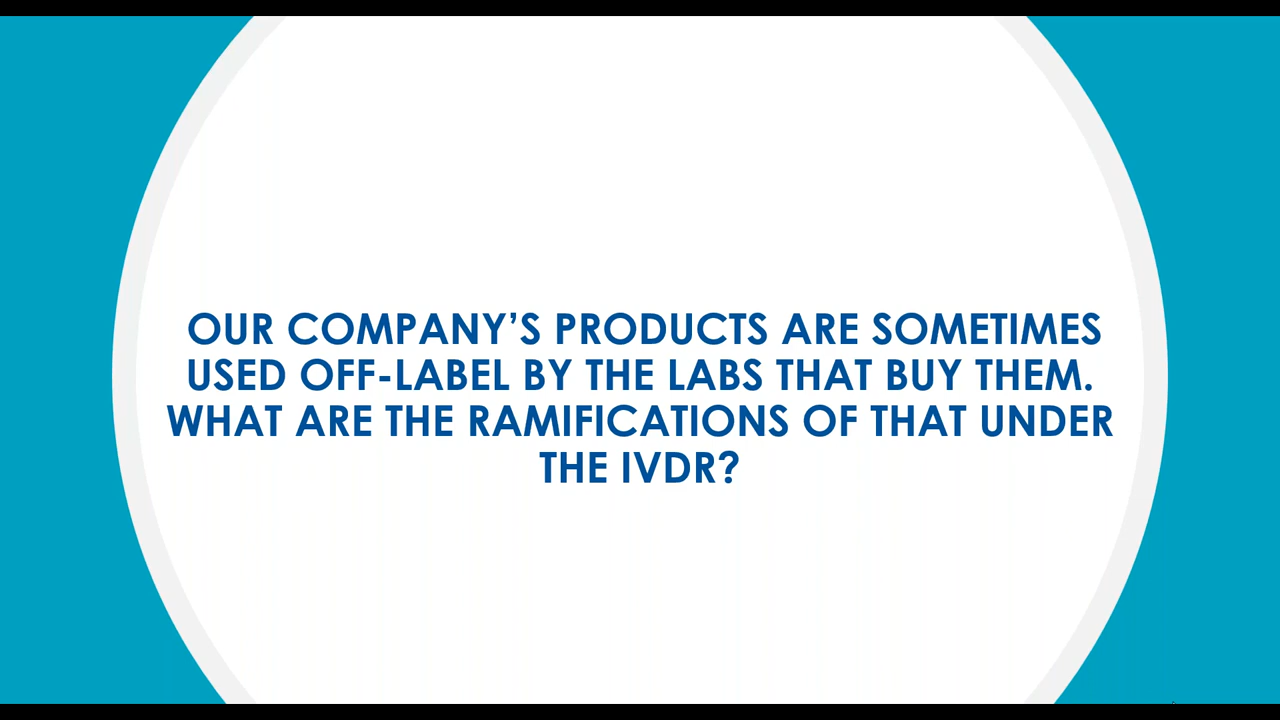 OUR COMPANY’S PRODUCTS ARE SOMETIMES
USED OFF-LABEL BY THE LABS THAT BUY THEM.
WHAT ARE THE RAMIFICATIONS OF THAT UNDER
THE IVDR?